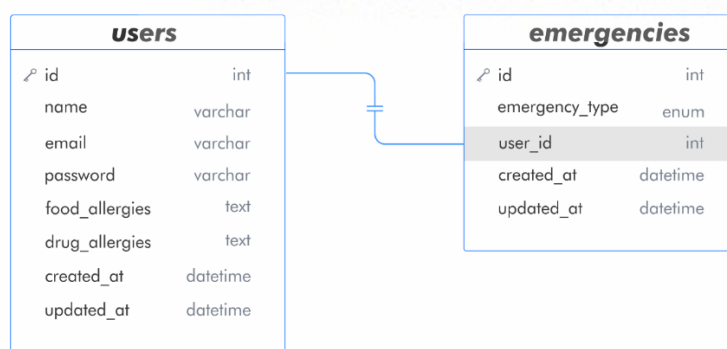 users
id int
name varchar
email varchar
password varchar
food_allergies text
drug_allergies text
created_at datetime
updated_at datetime
emergencies
id int
emergency_type enum
user_id int
created_at datetime
updated_at datetime